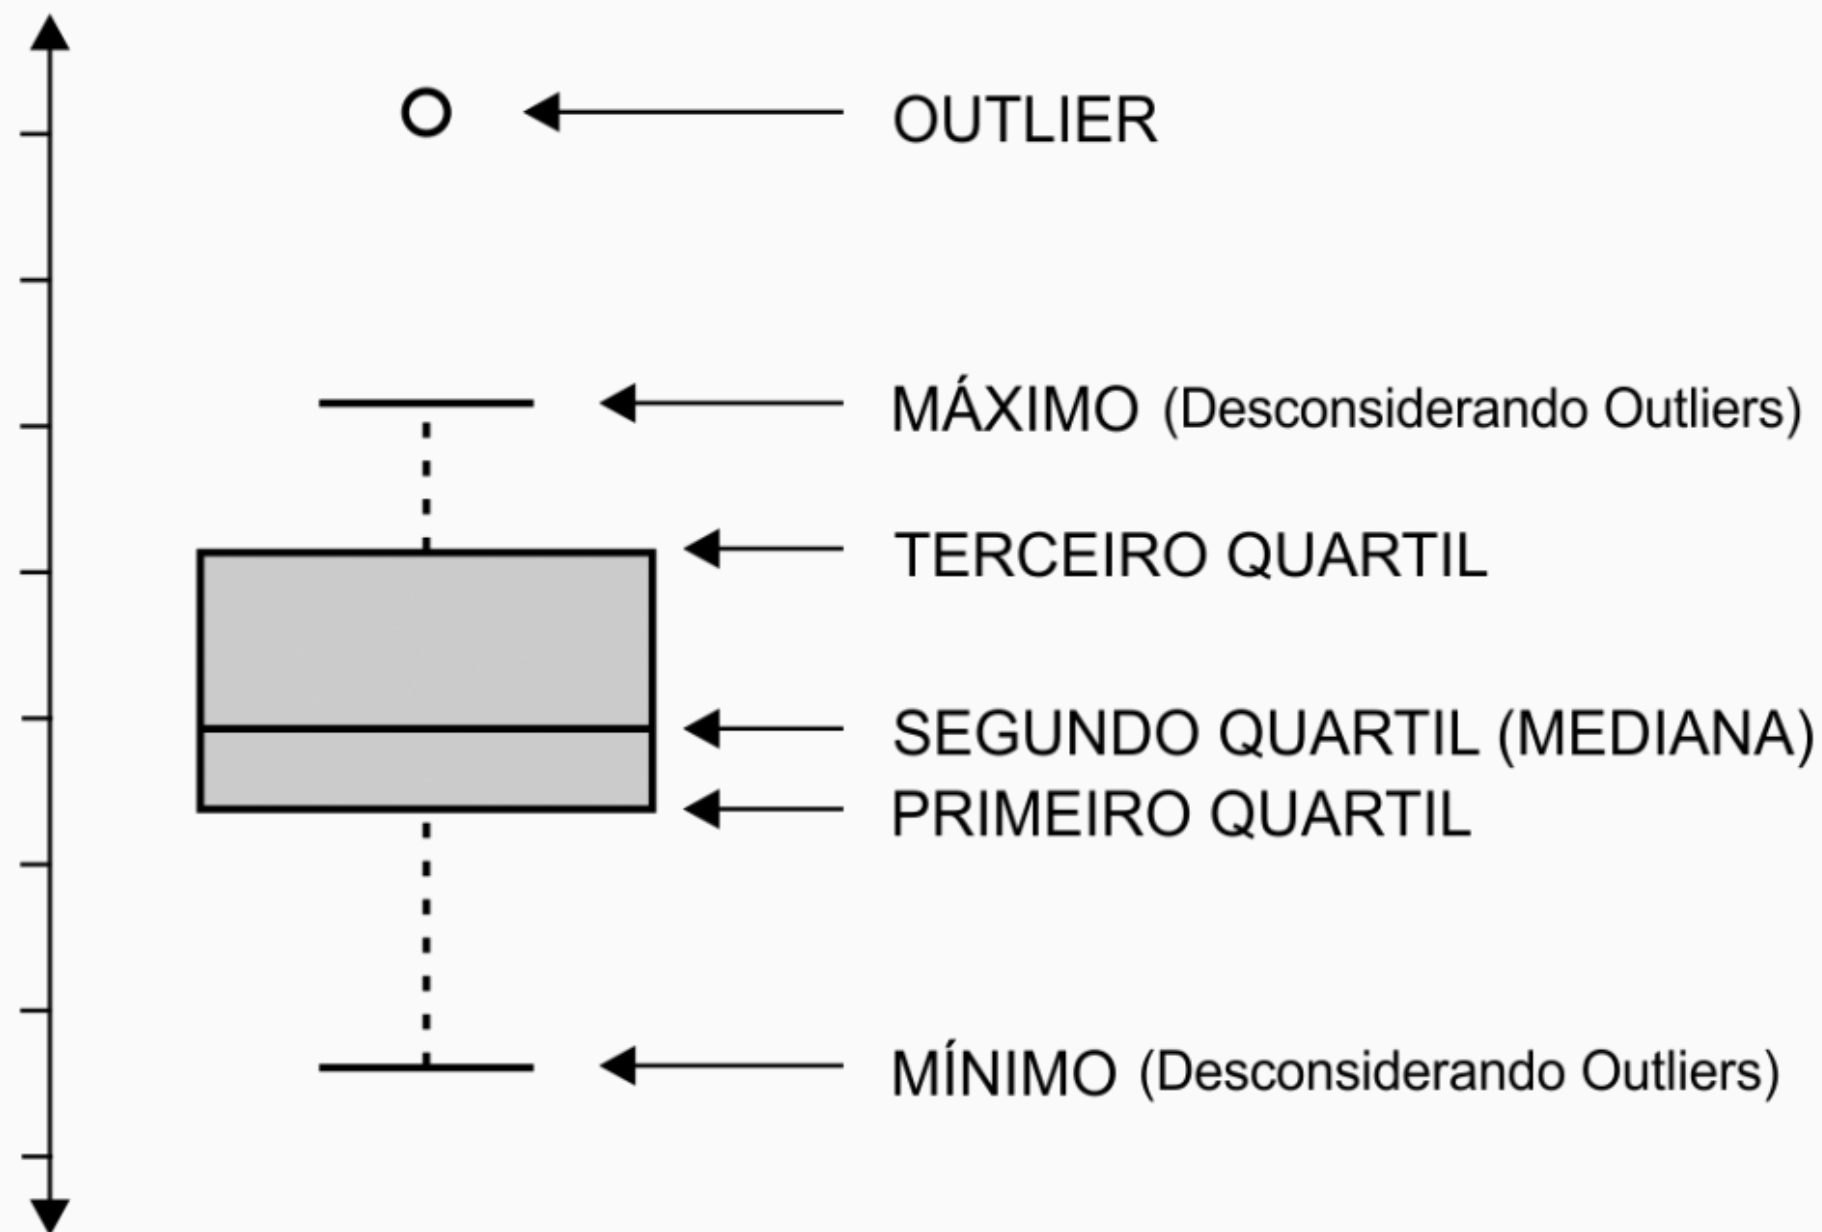 OUTLIER
MÁXIMO (Desconsiderando Outliers)
TERCEIRO QUARTIL
SEGUNDO QUARTIL (MEDIANA)
PRIMEIRO QUARTIL
MÍNIMO (Desconsiderando Outliers)